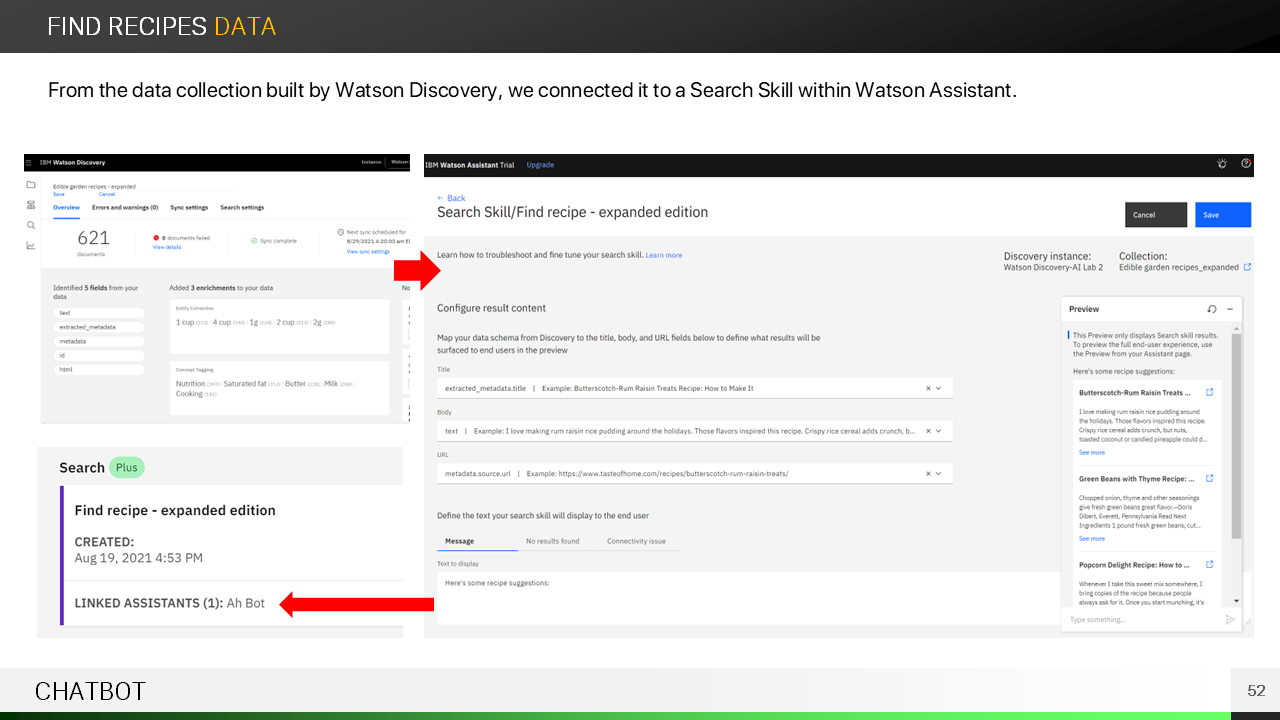 FIND RECIPES DATA
From the data collection built by Watson Discovery, we connected it to a Search Skill within Watson Assistant.
IBM Watson Discovery
Instance:
Watson
Edible garden recipes - expanded
Save Cancel
Overview Errors and warnings (0) Sync settings Search settings
621
documents
0 documents failed
View details
Sync complete
Next sync scheduled for
8/29/2021 4:20:00 am E
View sync settings
Identified 5 fields from your
data
text
extracted_metadata
metadata
id
html
Added 3 enrichments to your data
No
Entity Extraction
1 cup 4 cup 1g 2 cup 2g
Concept Tagging
Nutrition Saturated fat Butter Milk
Cooking
Search Plus
Find recipe - expanded edition
CREATED:
Aug 19, 2021 4:53 PM
LINKED ASSISTANTS (1): Ah Bot
IBM Watson Assistant Trial Upgrade
← Back
Search Skill/Find recipe - expanded edition
Cancel
Save
Learn how to troubleshoot and fine tune your search skill. Learn more
Discovery instance:
Watson Discovery-AI Lab 2
Collection:
Edible garden recipes_expanded
Configure result content
Map your data schema from Discovery to the title, body, and URL fields below to define what results will be
surfaced to end users in the preview
Title
extracted_metadata.title | Example: Butterscotch-Rum Raisin Treats Recipe: How to Make It
Body
text | Example: I love making rum raisin rice pudding around the holidays. Those flavors inspired this recipe. Crispy rice cereal adds crunch, b...
URL
metadata.source.url | Example: https://www.tasteofhome.com/recipes/butterscotch-rum-raisin-treats/
Define the text your search skill will display to the end user
Message No results found Connectivity issue
Text to display
Here's some recipe suggestions:
Preview
This Preview only displays Search skill results.
To preview the full end-user experience, use
the Preview from your Assistant page.
Here's some recipe suggestions:
Butterscotch-Rum Raisin Treats ...
I love making rum raisin rice pudding around
the holidays. Those flavors inspired this recipe.
Crispy rice cereal adds crunch, but nuts,
toasted coconut or candied pineapple could d...
See more
Green Beans with Thyme Recipe: ...
Chopped onion, thyme and other seasonings
give fresh green beans great flavor.—Doris
Dibert, Everett, Pennsylvania Read Next
Ingredients 1 pound fresh green beans, cut...
See more
Popcorn Delight Recipe: How to ...
Whenever I take this sweet mix somewhere, I
bring copies of the recipe because people
always ask for it. Once you start munching, it's
Type something...
CHATBOT
52